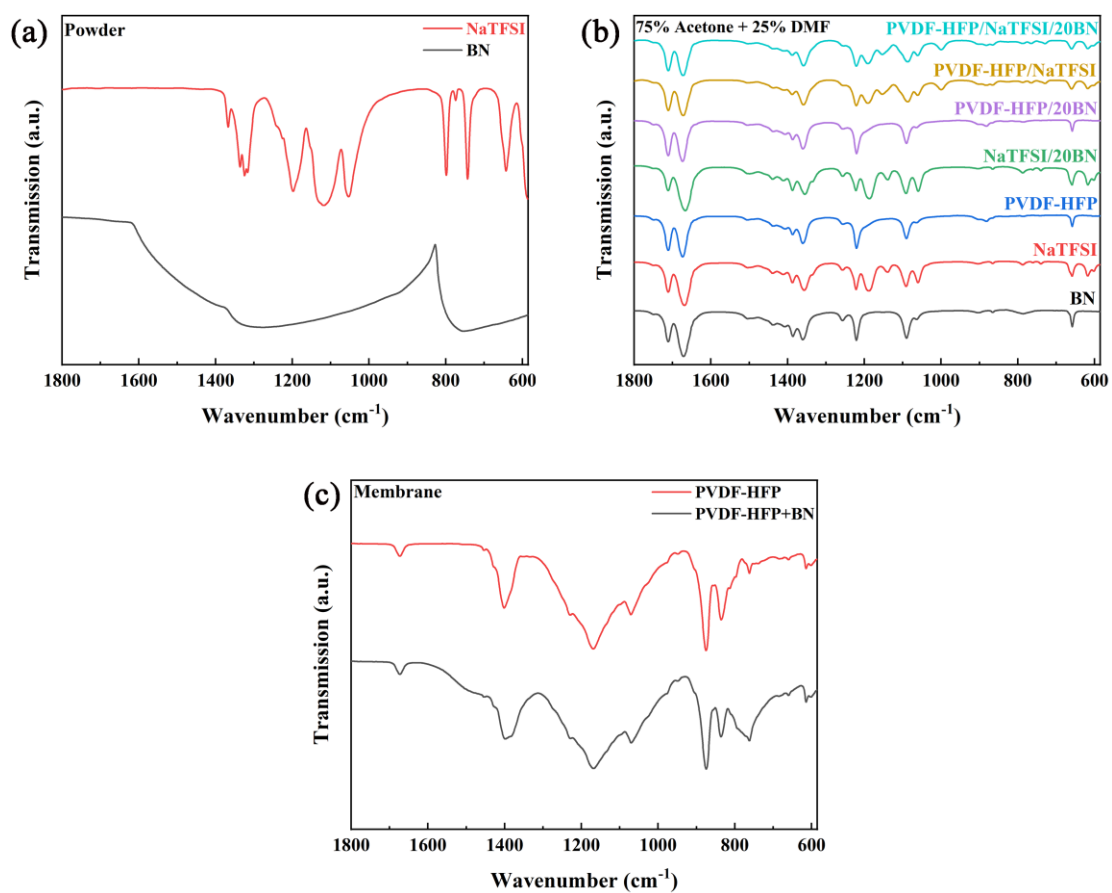 (a)
Powder
NaTFSI
BN
Transmission (a.u.)
1800 1600 1400 1200 1000 800 600
Wavenumber (cm⁻¹)
(b)
75% Acetone + 25% DMF
PVDF-HFP/NaTFSI/20BN
PVDF-HFP/NaTFSI
PVDF-HFP/20BN
NaTFSI/20BN
PVDF-HFP
NaTFSI
BN
Transmission (a.u.)
1800 1600 1400 1200 1000 800 600
Wavenumber (cm⁻¹)
(c)
Membrane
PVDF-HFP
PVDF-HFP+BN
Transmission (a.u.)
1800 1600 1400 1200 1000 800 600
Wavenumber (cm⁻¹)